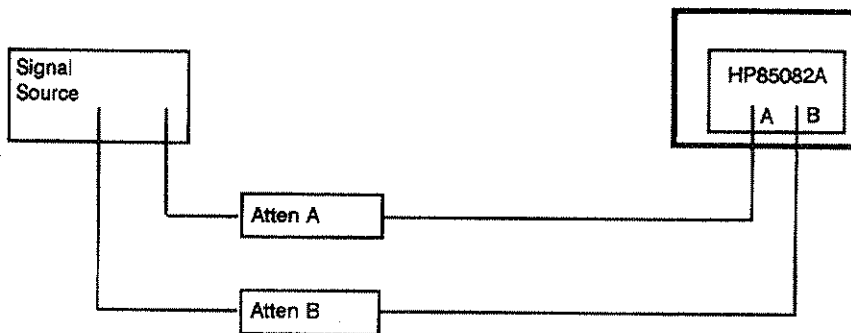 Signal
Source
HP85082A
A B
Atten A
Atten B